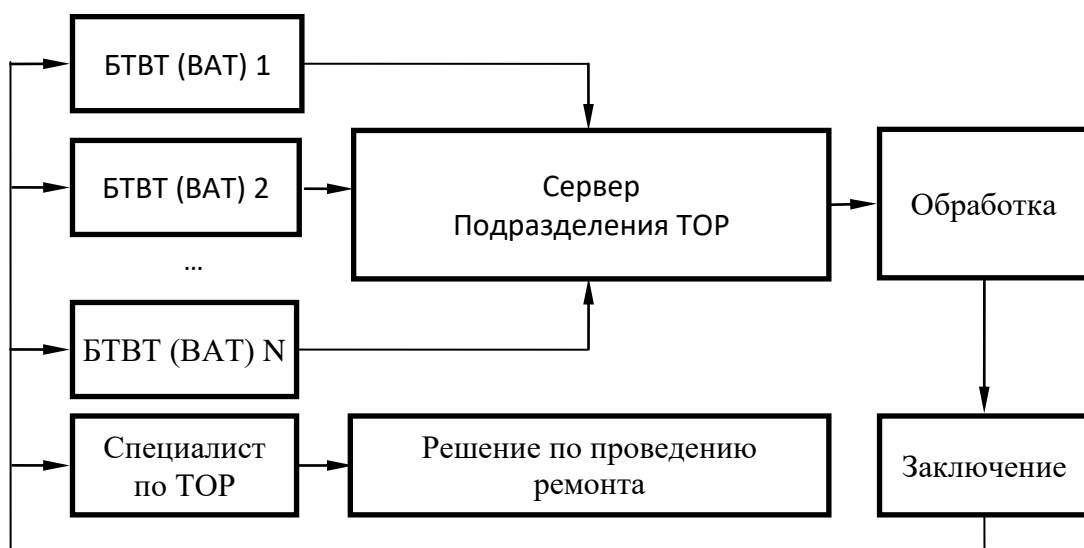 БТВТ (ВАТ) 1
БТВТ (ВАТ) 2
...
БТВТ (ВАТ) N
Сервер
Подразделения ТОР
Обработка
Специалист
по ТОР
Решение по проведению
ремонта
Заключение